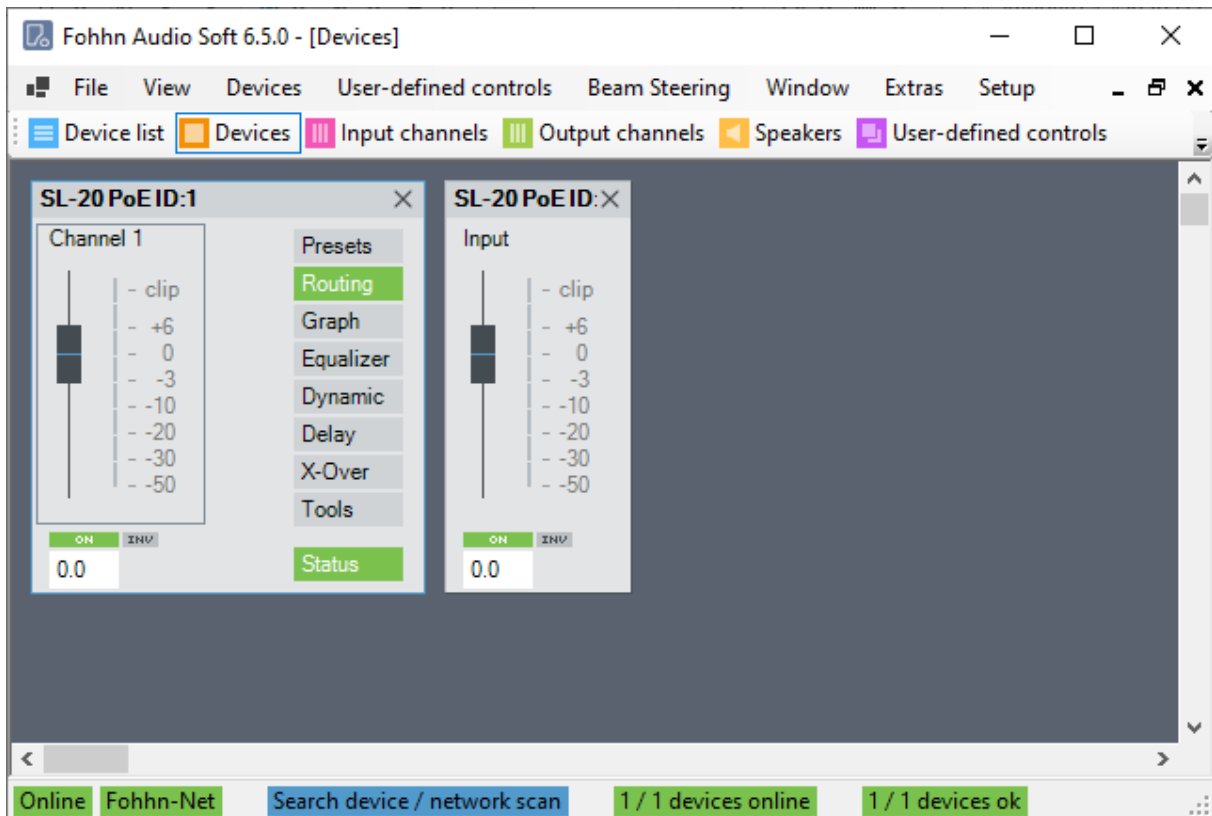 Fohhn Audio Soft 6.5.0 - [Devices]
File View Devices User-defined controls Beam Steering Window Extras Setup
Device list Devices Input channels Output channels Speakers User-defined controls
SL-20 PoE ID:1
Channel 1
clip
+6
0
-3
-10
-20
-30
-50
ON INV
0.0
Presets
Routing
Graph
Equalizer
Dynamic
Delay
X-Over
Tools
Status
SL-20 PoE ID:
Input
clip
+6
0
-3
-10
-20
-30
-50
ON INV
0.0
Online Fohhn-Net Search device / network scan 1 / 1 devices online 1 / 1 devices ok